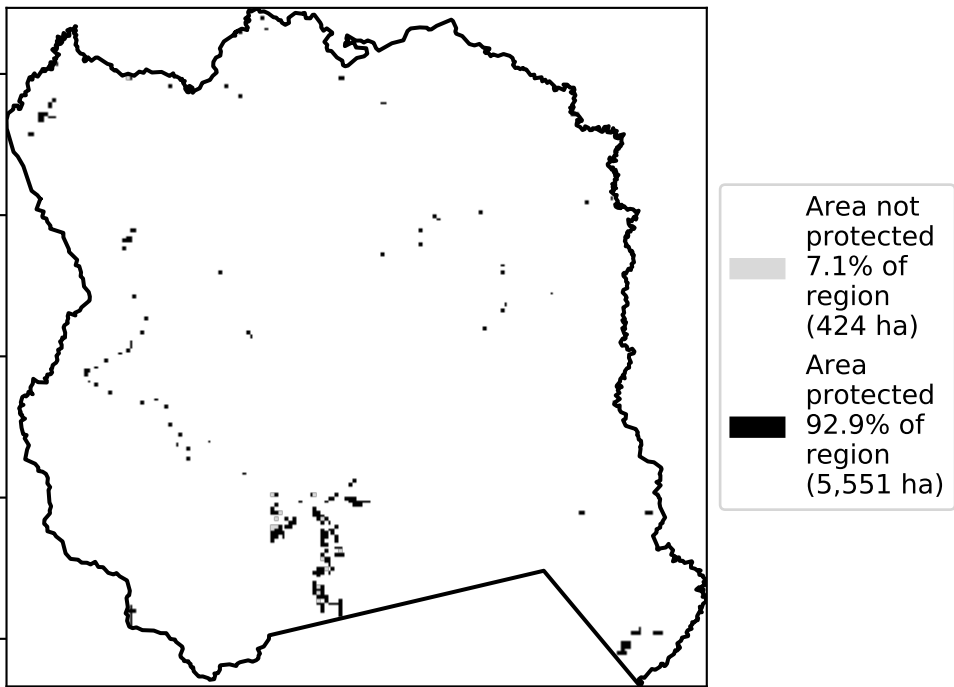 Area not
protected
7.1% of
region
(424 ha)
Area
protected
92.9% of
region
(5,551 ha)